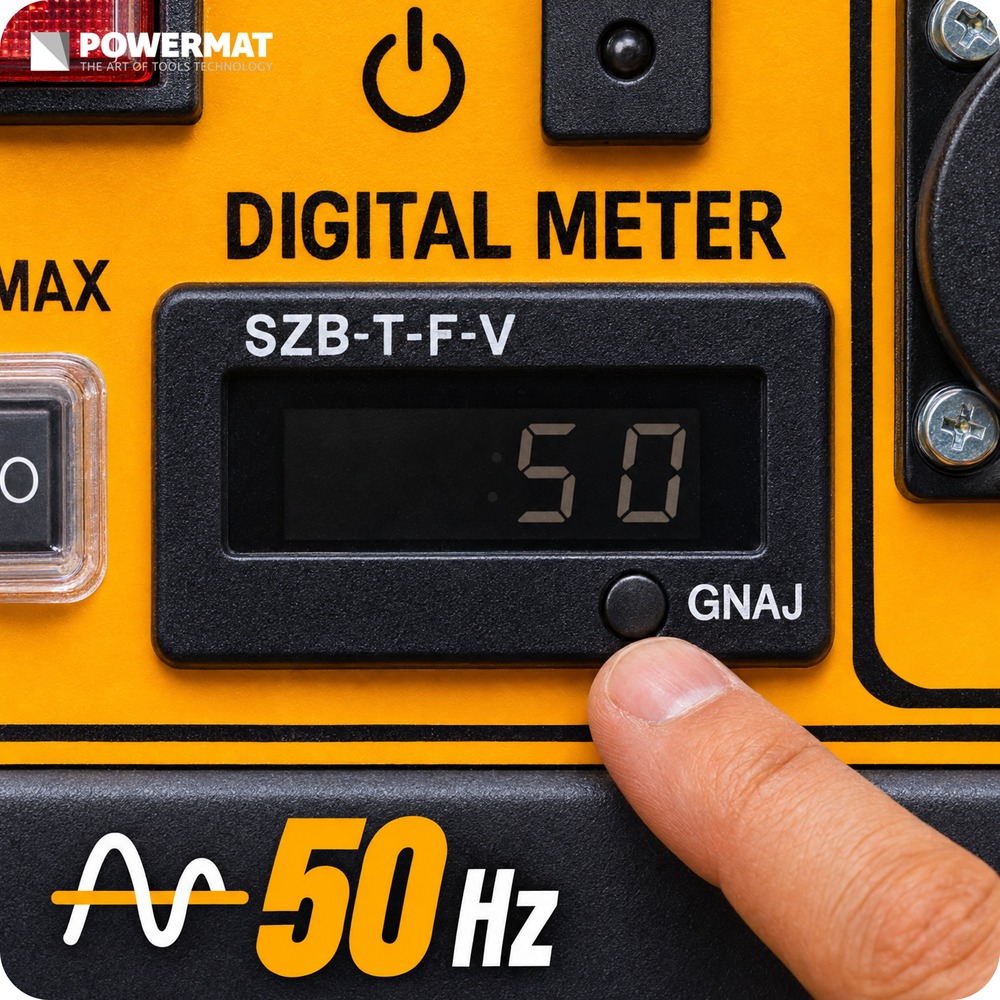 POWERMAT
THE ART OF TOOLS TECHNOLOGY
DIGITAL METER
MAX
SZB-T-F-V
50
GNAJ
50 Hz